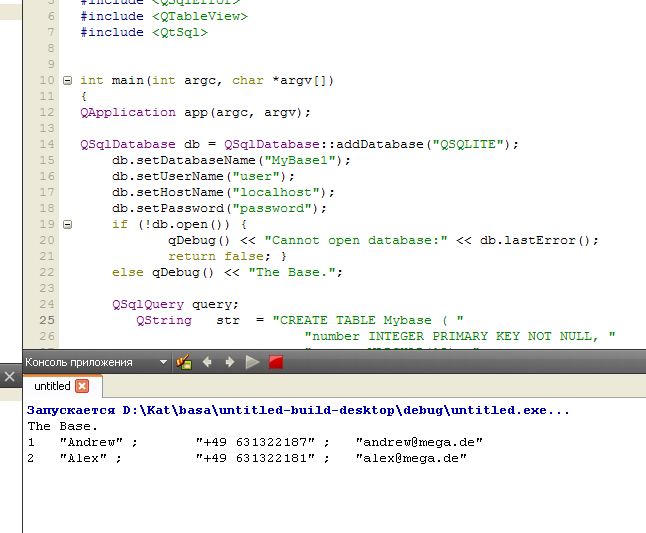 5 #include <QSqlError>
6 #include <QTableView>
7 #include <QtSql>
8
9
10 int main(int argc, char *argv[])
11 {
12 QApplication app(argc, argv);
13
14 QSqlDatabase db = QSqlDatabase::addDatabase("QSQLITE");
15 db.setDatabaseName("MyBase1");
16 db.setUserName("user");
17 db.setHostName("localhost");
18 db.setPassword("password");
19 if (!db.open()) {
20 qDebug() << "Cannot open database:" << db.lastError();
21 return false; }
22 else qDebug() << "The Base.";
23
24 QSqlQuery query;
25 QString str = "CREATE TABLE Mybase ( "
26 "number INTEGER PRIMARY KEY NOT NULL, "
Консоль приложения
untitled
Запускается D:\Kat\basa\untitled-build-desktop\debug\untitled.exe...
The Base.
1 "Andrew" ; "+49 631322187" ; "andrew@mega.de"
2 "Alex" ; "+49 631322181" ; "alex@mega.de"